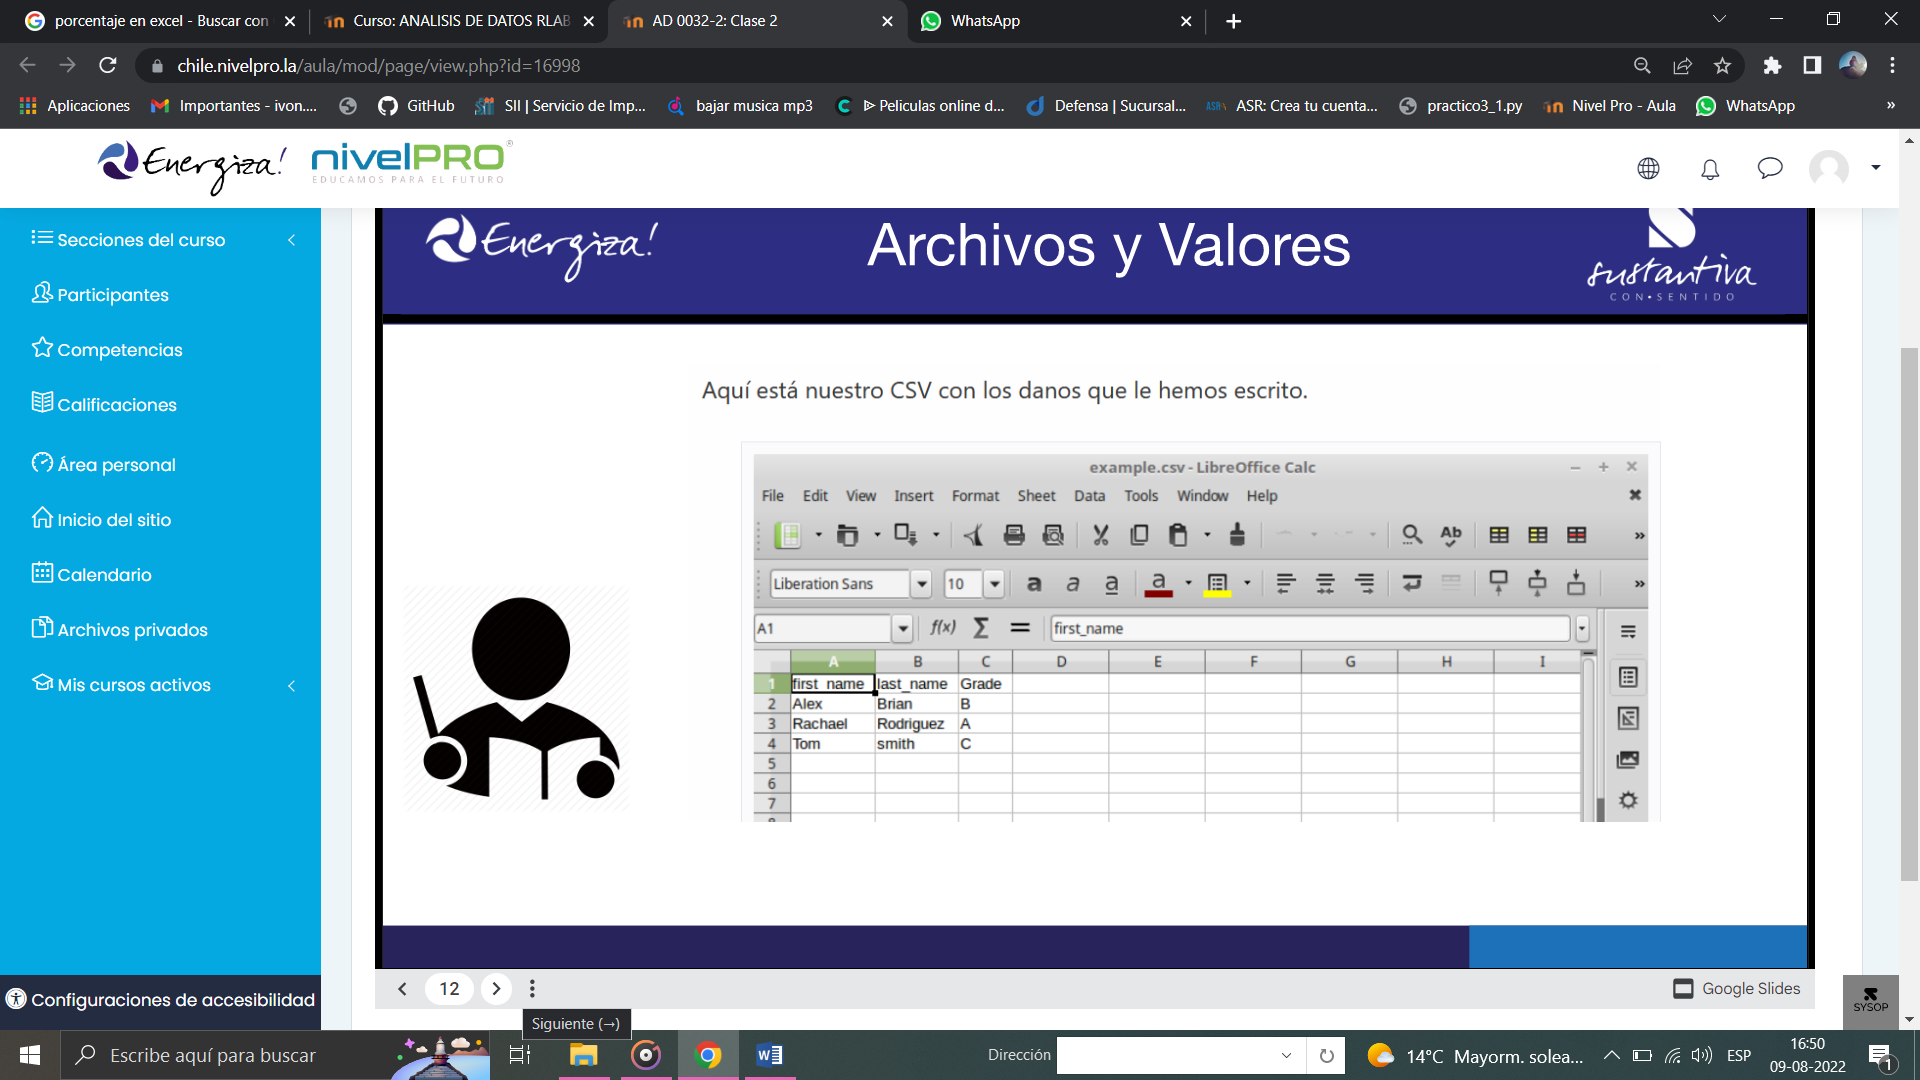 porcentaje en excel - Buscar con
Curso: ANALISIS DE DATOS RLAB
AD 0032-2: Clase 2
WhatsApp
chile.nivelpro.la/aula/mod/page/view.php?id=16998
Aplicaciones
Importantes - ivon....
GitHub
SII | Servicio de Imp...
bajar musica mp3
ᐅ Peliculas online d...
Defensa | Sucursal...
ASR: Crea tu cuenta...
practico3_1.py
Nivel Pro - Aula
WhatsApp
»
Energiza!
nivelPRO®
EDUCAMOS PARA EL FUTURO
Secciones del curso
Participantes
Competencias
Calificaciones
Área personal
Inicio del sitio
Calendario
Archivos privados
Mis cursos activos
Configuraciones de accesibilidad
Energiza!
Archivos y Valores
S
sustantiva
CON•SENTIDO
Aquí está nuestro CSV con los danos que le hemos escrito.
example.csv - LibreOffice Calc
File Edit View Insert Format Sheet Data Tools Window Help
Liberation Sans 10
A1 f(x) Σ = first_name
A B C D E F G H I
1 first_name last_name Grade
2 Alex Brian B
3 Rachael Rodriguez A
4 Tom smith C
5
6
7
12
Google Slides
Siguiente (→)
SYSOP
Escribe aquí para buscar
Dirección
14°C Mayorm. solea...
ESP
16:50
09-08-2022
1